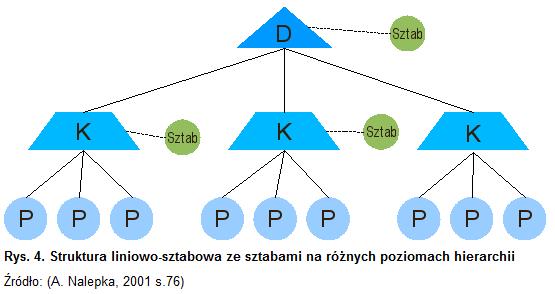 D Sztab
K Sztab K Sztab K
P P P P P P P P P
Rys. 4. Struktura liniowo-sztabowa ze sztabami na różnych poziomach hierarchii
Źródło: (A. Nalepka, 2001 s.76)